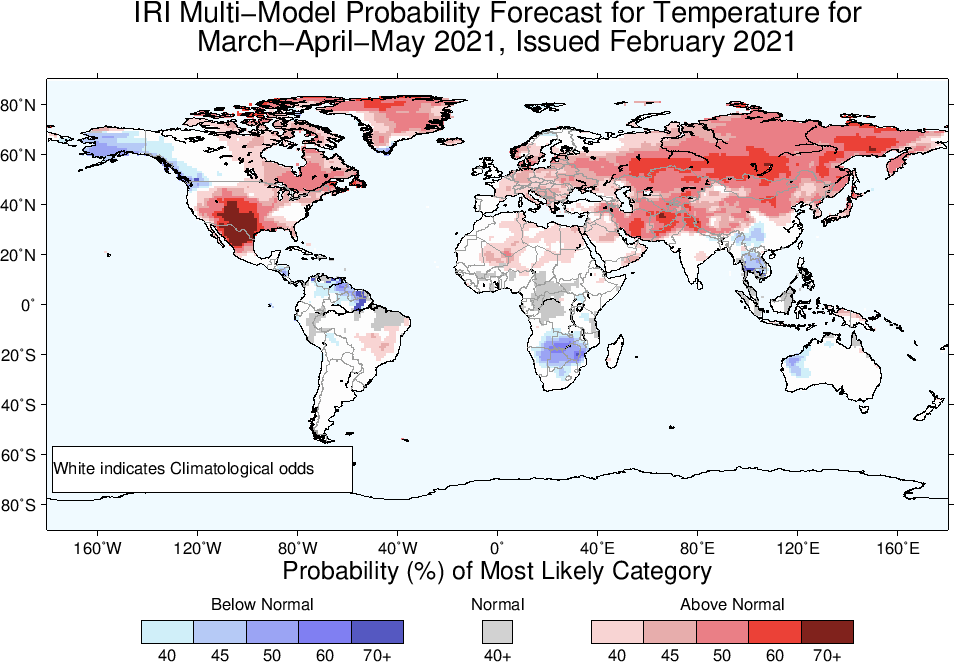 IRI Multi−Model Probability Forecast for Temperature for
March−April−May 2021, Issued February 2021
80˚N
60˚N
40˚N
20˚N
0˚
20˚S
40˚S
60˚S
80˚S
White indicates Climatological odds
160˚W 120˚W 80˚W 40˚W 0˚ 40˚E 80˚E 120˚E 160˚E
Probability (%) of Most Likely Category
Below Normal Normal Above Normal
40 45 50 60 70+ 40+ 40 45 50 60 70+